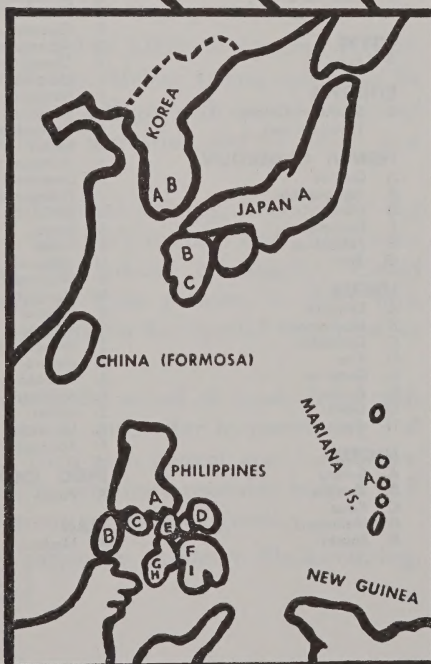 KOREA
A B
JAPAN A
B
C
CHINA (FORMOSA)
MARIANA IS.
A
PHILIPPINES
A
B
C
E
D
F
G
H
I
NEW GUINEA